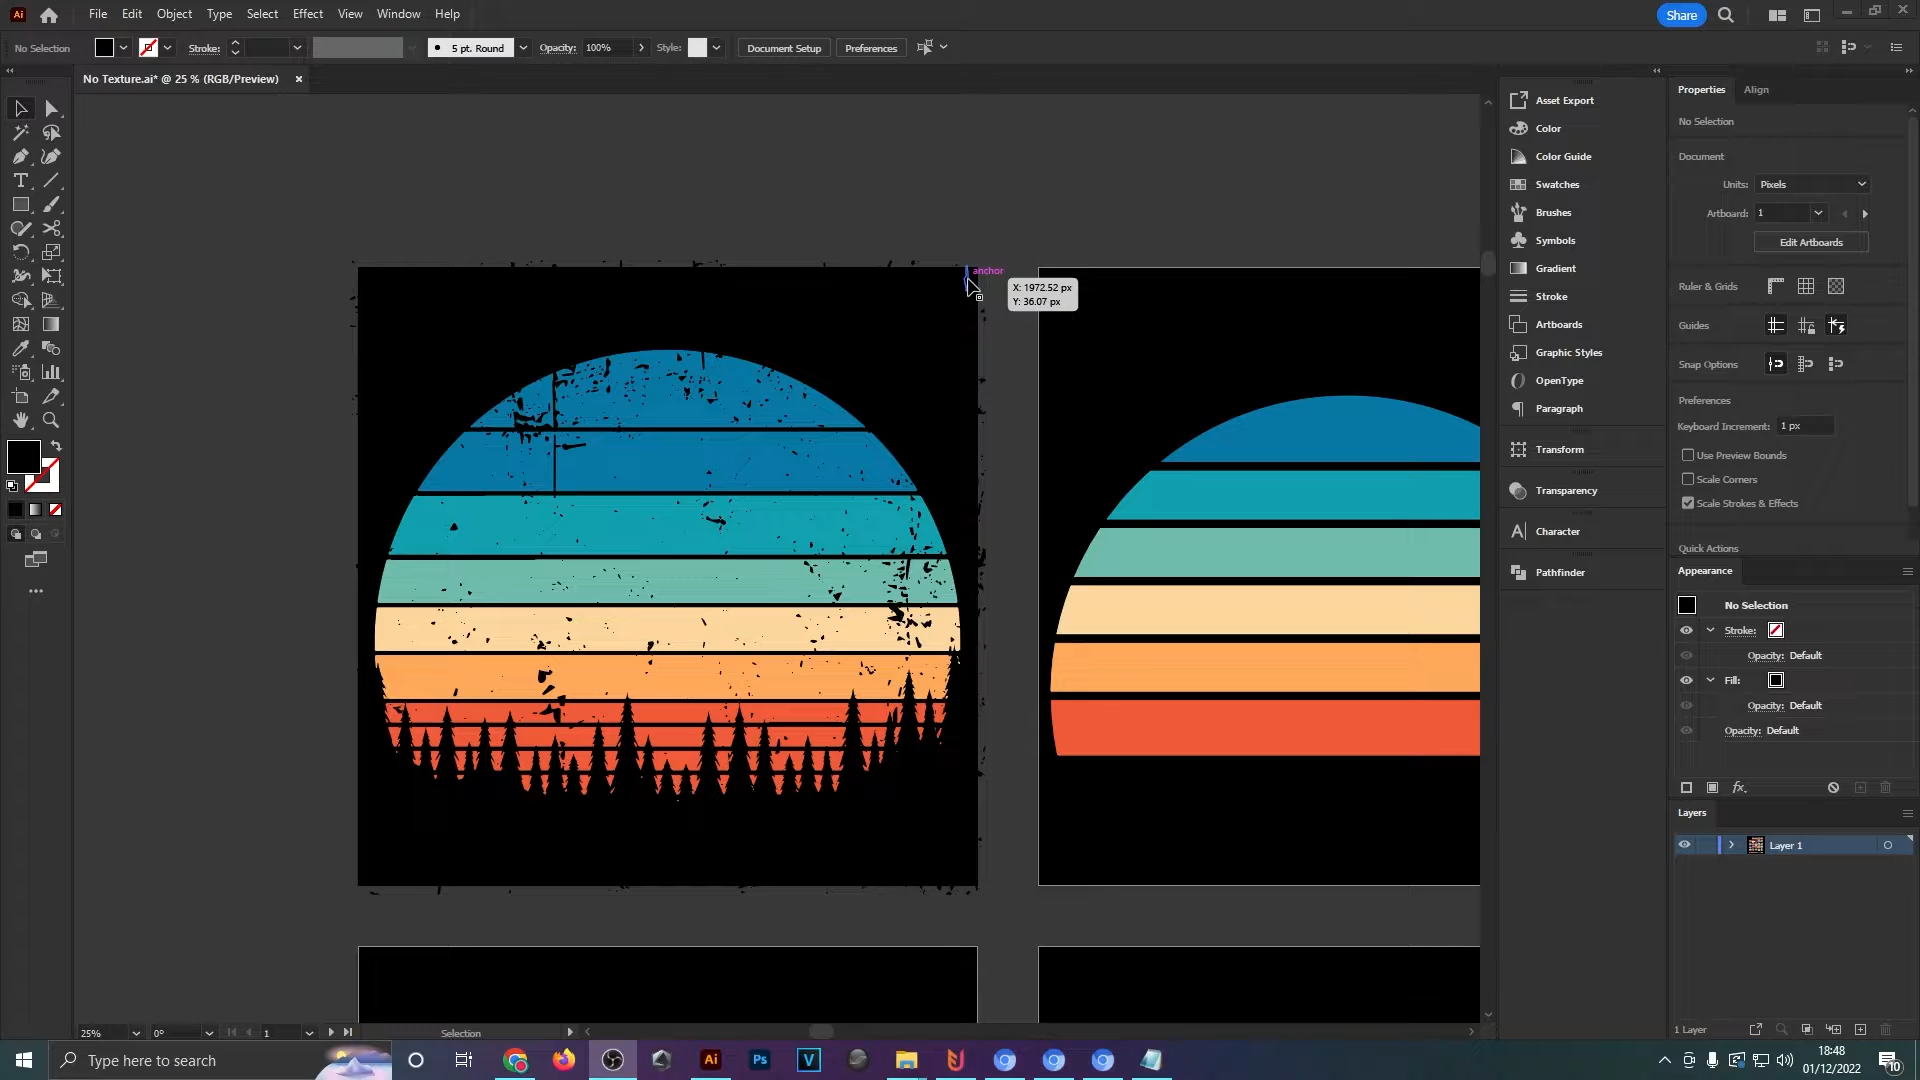 Ai File Edit Object Type Select Effect View Window Help Share
No Selection Stroke: 5 pt. Round Opacity: 100% Style: Document Setup Preferences
No Texture.ai* @ 25 % (RGB/Preview) ×
anchor
X: 1972.52 px
Y: 36.07 px
Asset Export
Color
Color Guide
Swatches
Brushes
Symbols
Gradient
Stroke
Artboards
Graphic Styles
OpenType
Paragraph
Transform
Transparency
Character
Pathfinder
Properties Align
No Selection
Document
Units: Pixels
Artboard: 1
Edit Artboards
Ruler & Grids
Guides
Snap Options
Preferences
Keyboard Increment: 1 px
Use Preview Bounds
Scale Corners
Scale Strokes & Effects
Quick Actions
Appearance
No Selection
Stroke:
Opacity: Default
Fill:
Opacity: Default
Opacity: Default
fx
Layers
Layer 1
1 Layer
25% 0° 1 Selection
Type here to search
Ai Ps V
18:48
01/12/2022
10